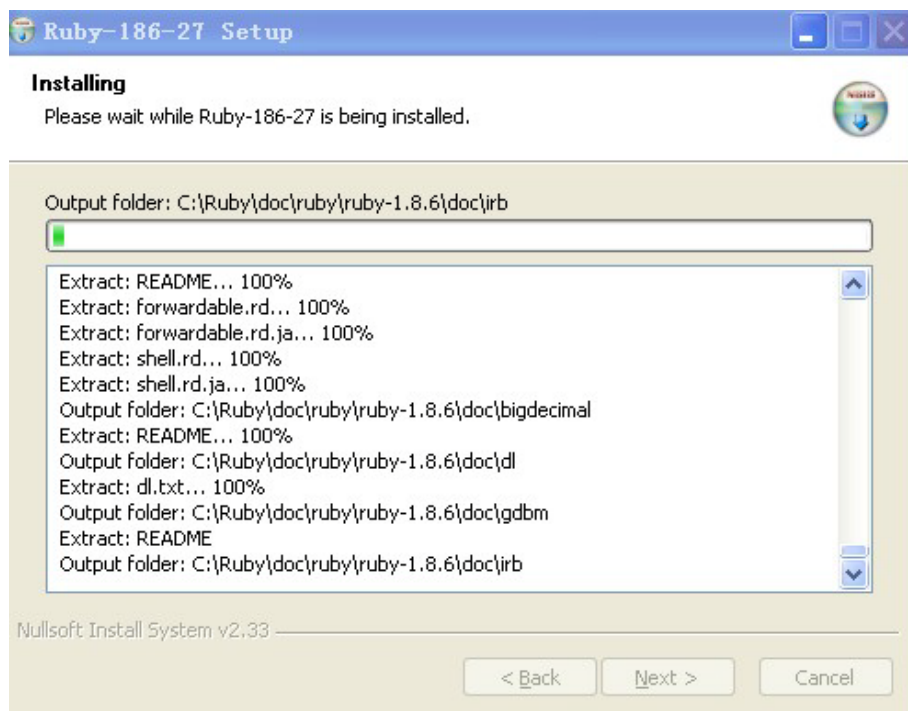 Ruby-186-27 Setup
Installing
Please wait while Ruby-186-27 is being installed.
Output folder: C:\Ruby\doc\ruby\ruby-1.8.6\doc\irb
Extract: README... 100%
Extract: forwardable.rd... 100%
Extract: forwardable.rd.ja... 100%
Extract: shell.rd... 100%
Extract: shell.rd.ja... 100%
Output folder: C:\Ruby\doc\ruby\ruby-1.8.6\doc\bigdecimal
Extract: README... 100%
Output folder: C:\Ruby\doc\ruby\ruby-1.8.6\doc\dl
Extract: dl.txt... 100%
Output folder: C:\Ruby\doc\ruby\ruby-1.8.6\doc\gdbm
Extract: README
Output folder: C:\Ruby\doc\ruby\ruby-1.8.6\doc\irb
Nullsoft Install System v2.33
< Back Next > Cancel